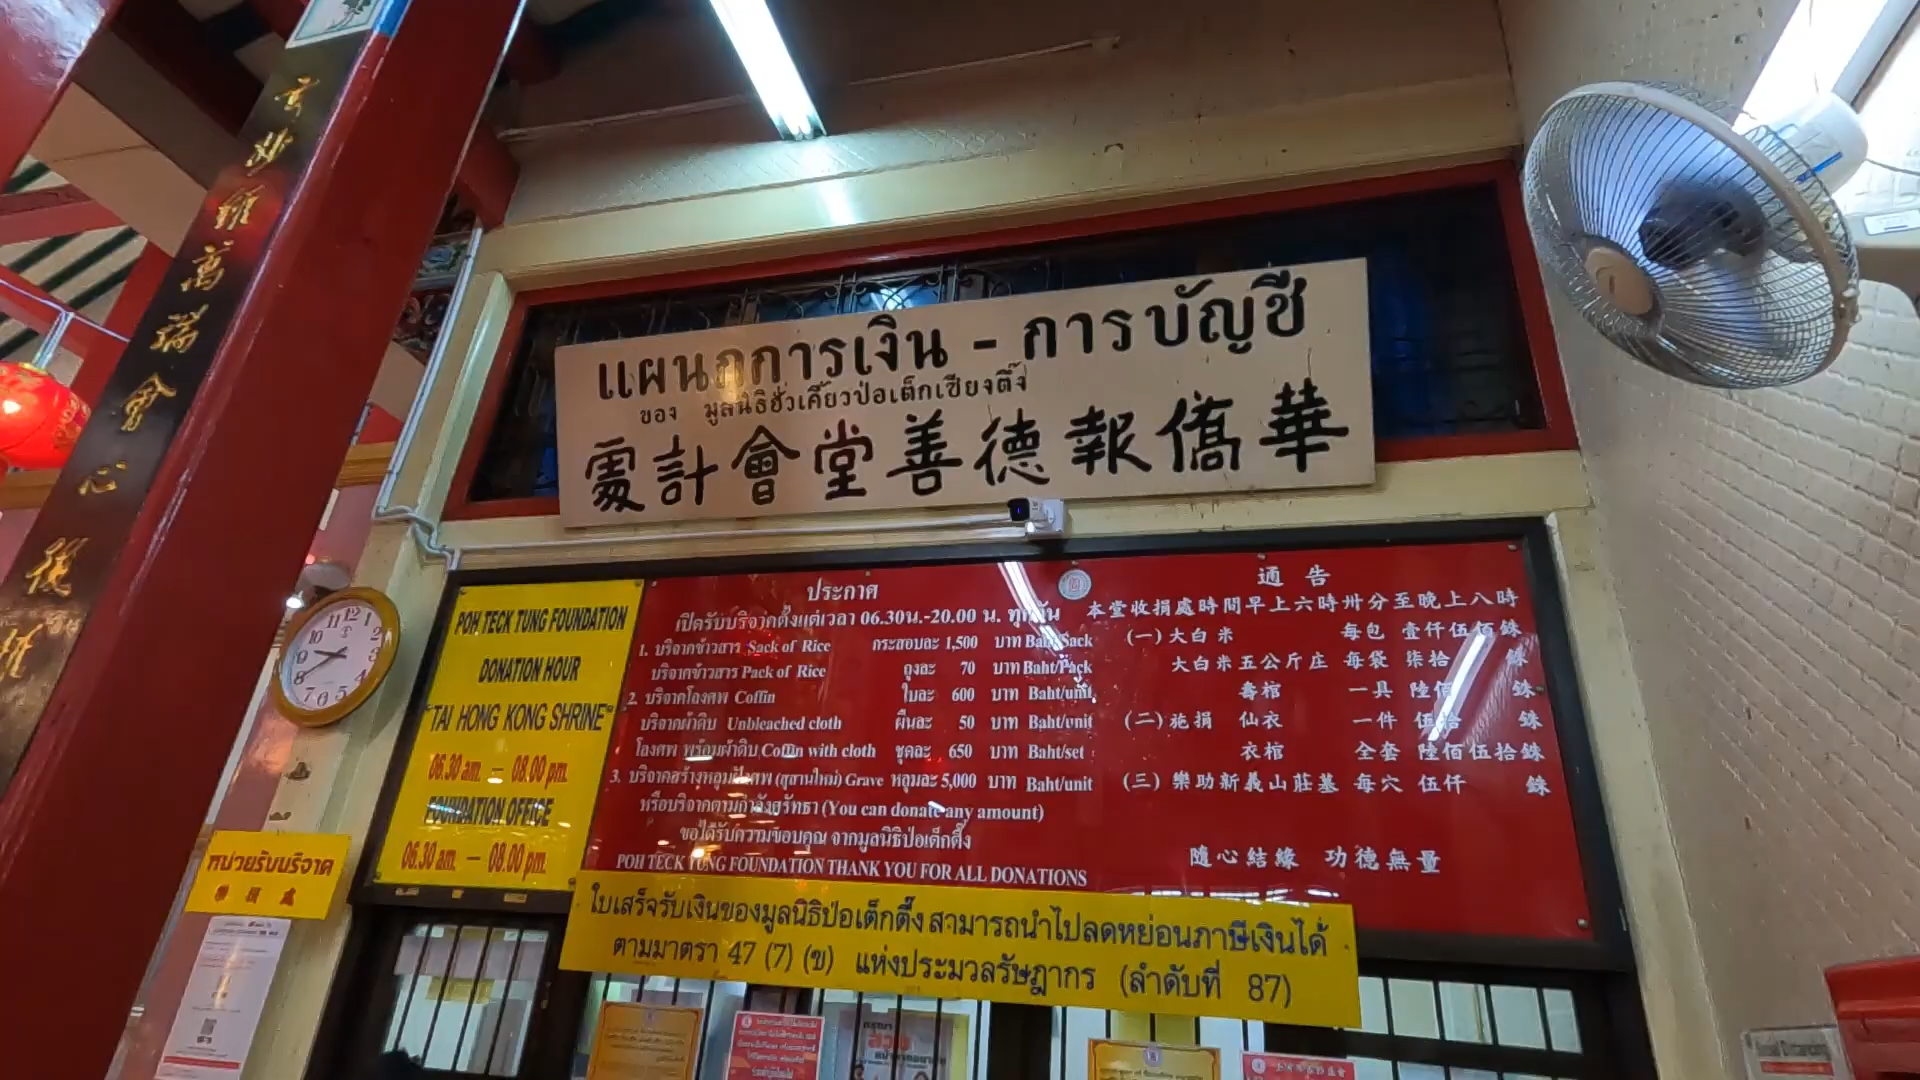 玄妙鐘萬端會心
แผนกการเงิน - การบัญชี
ของ มูลนิธิฮั่วเคี้ยวป่อเต็กเซียงตึ๊ง
處計會堂善德報僑華
POH TECK TUNG FOUNDATION
DONATION HOUR
"TAI HONG KONG SHRINE"
06.30 am. — 08.00 pm.
FOUNDATION OFFICE
06.30 am. — 08.00 pm.
ประกาศ
เปิดรับบริจาคตั้งแต่เวลา 06.30น.-20.00 น. ทุกวัน
1. บริจาคข้าวสาร Sack of Rice กระสอบละ 1,500 บาท Baht/Sack
บริจาคข้าวสาร Pack of Rice ถุงละ 70 บาท Baht/Pack
2. บริจาคโลงศพ Coffin ใบละ 600 บาท Baht/unit
บริจาคผ้าดิบ Unbleached cloth ผืนละ 50 บาท Baht/unit
โลงศพ พร้อมผ้าดิบ Coffin with cloth ชุดละ 650 บาท Baht/set
3. บริจาคสร้างหลุมฝังศพ (สุสานใหม่) Grave หลุมละ 5,000 บาท Baht/unit
หรือบริจาคตามกำลังศรัทธา (You can donate any amount)
ขอได้รับความขอบคุณ จากมูลนิธิป่อเต็กตึ๊ง
POH TECK TUNG FOUNDATION THANK YOU FOR ALL DONATIONS
通告
本堂收捐處時間早上六時卅分至晚上八時
(一) 大白米 每包 壹仟伍佰銖
大白米五公斤庄 每袋 柒拾 銖
壽棺 一具 陸佰 銖
(二) 施捐 仙衣 一件 伍拾 銖
衣棺 全套 陸佰伍拾銖
(三) 樂助新義山莊墓 每穴 伍仟 銖
隨心結緣 功德無量
หน่วยรับบริจาค
ใบเสร็จรับเงินของมูลนิธิป่อเต็กตึ๊ง สามารถนำไปลดหย่อนภาษีเงินได้
ตามมาตรา 47 (7) (ข) แห่งประมวลรัษฎากร (ลำดับที่ 87)
12
1
2
3
4
5
6
7
8
9
10
11
Social Distancing